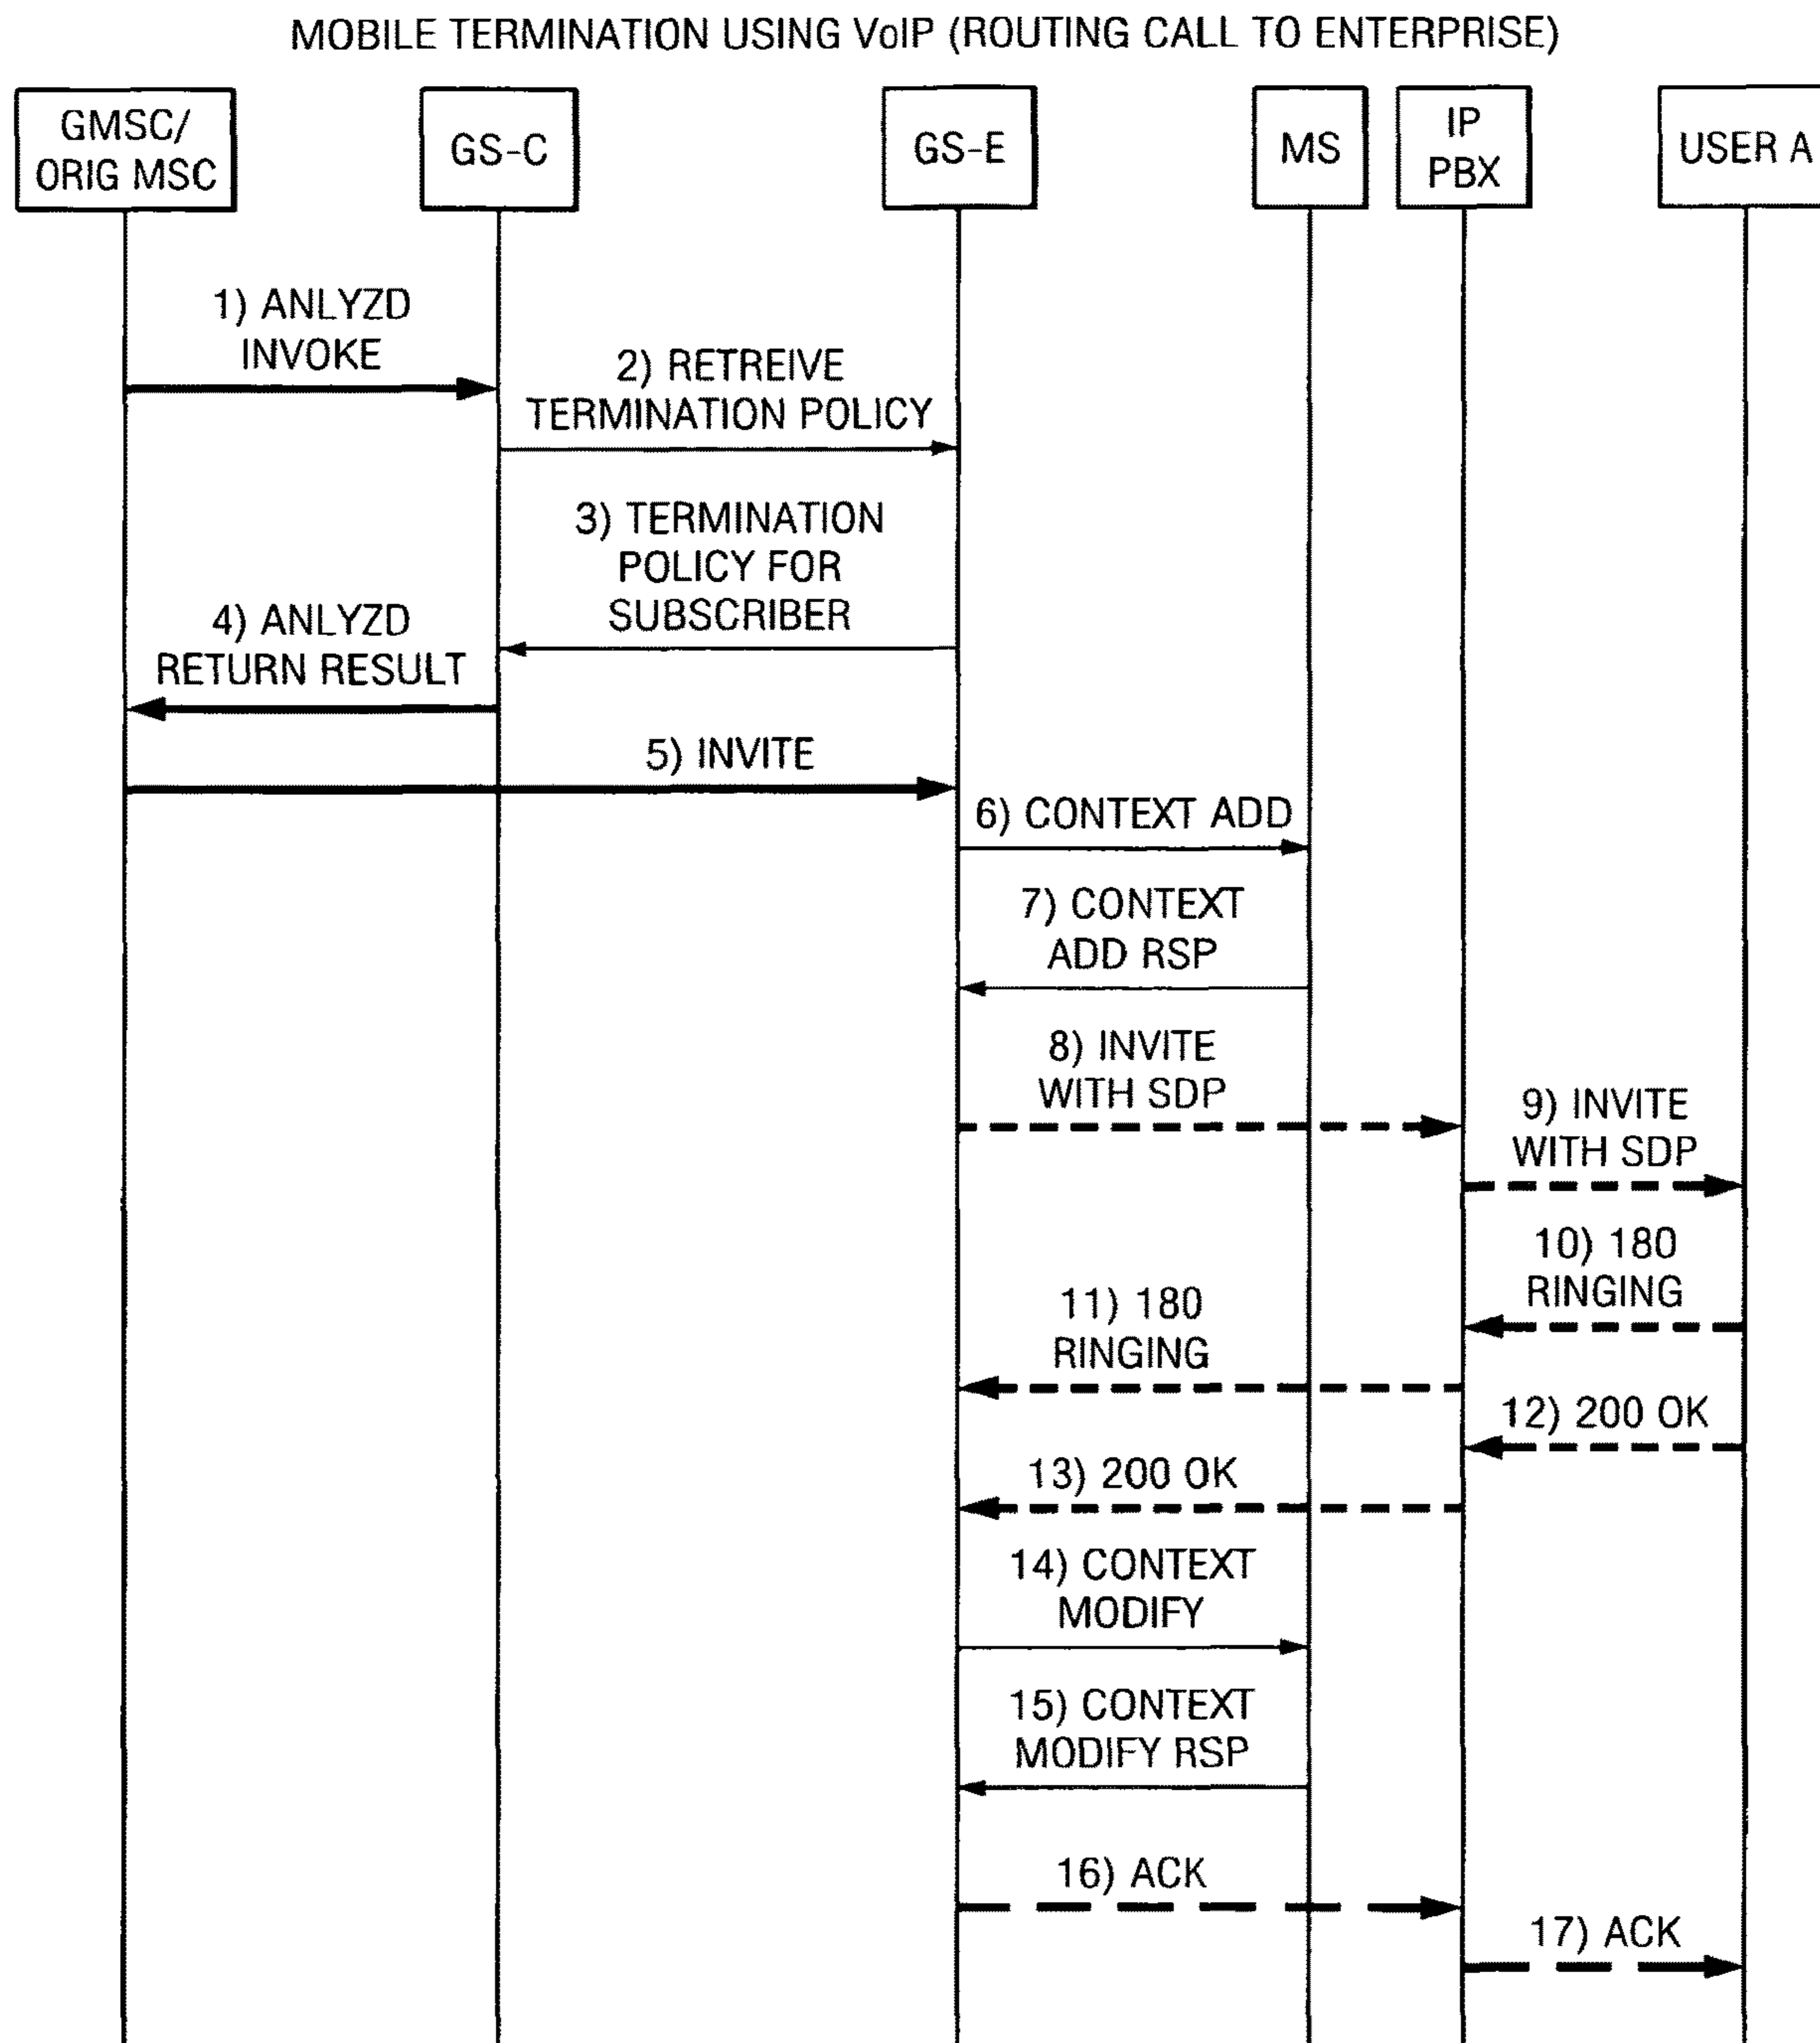 MOBILE TERMINATION USING VoIP (ROUTING CALL TO ENTERPRISE)
GMSC/
ORIG MSC
GS-C
GS-E
MS
IP
PBX
USER A
1) ANLYZD
INVOKE
2) RETREIVE
TERMINATION POLICY
3) TERMINATION
POLICY FOR
SUBSCRIBER
4) ANLYZD
RETURN RESULT
5) INVITE
6) CONTEXT ADD
7) CONTEXT
ADD RSP
8) INVITE
WITH SDP
9) INVITE
WITH SDP
10) 180
RINGING
11) 180
RINGING
12) 200 OK
13) 200 OK
14) CONTEXT
MODIFY
15) CONTEXT
MODIFY RSP
16) ACK
17) ACK